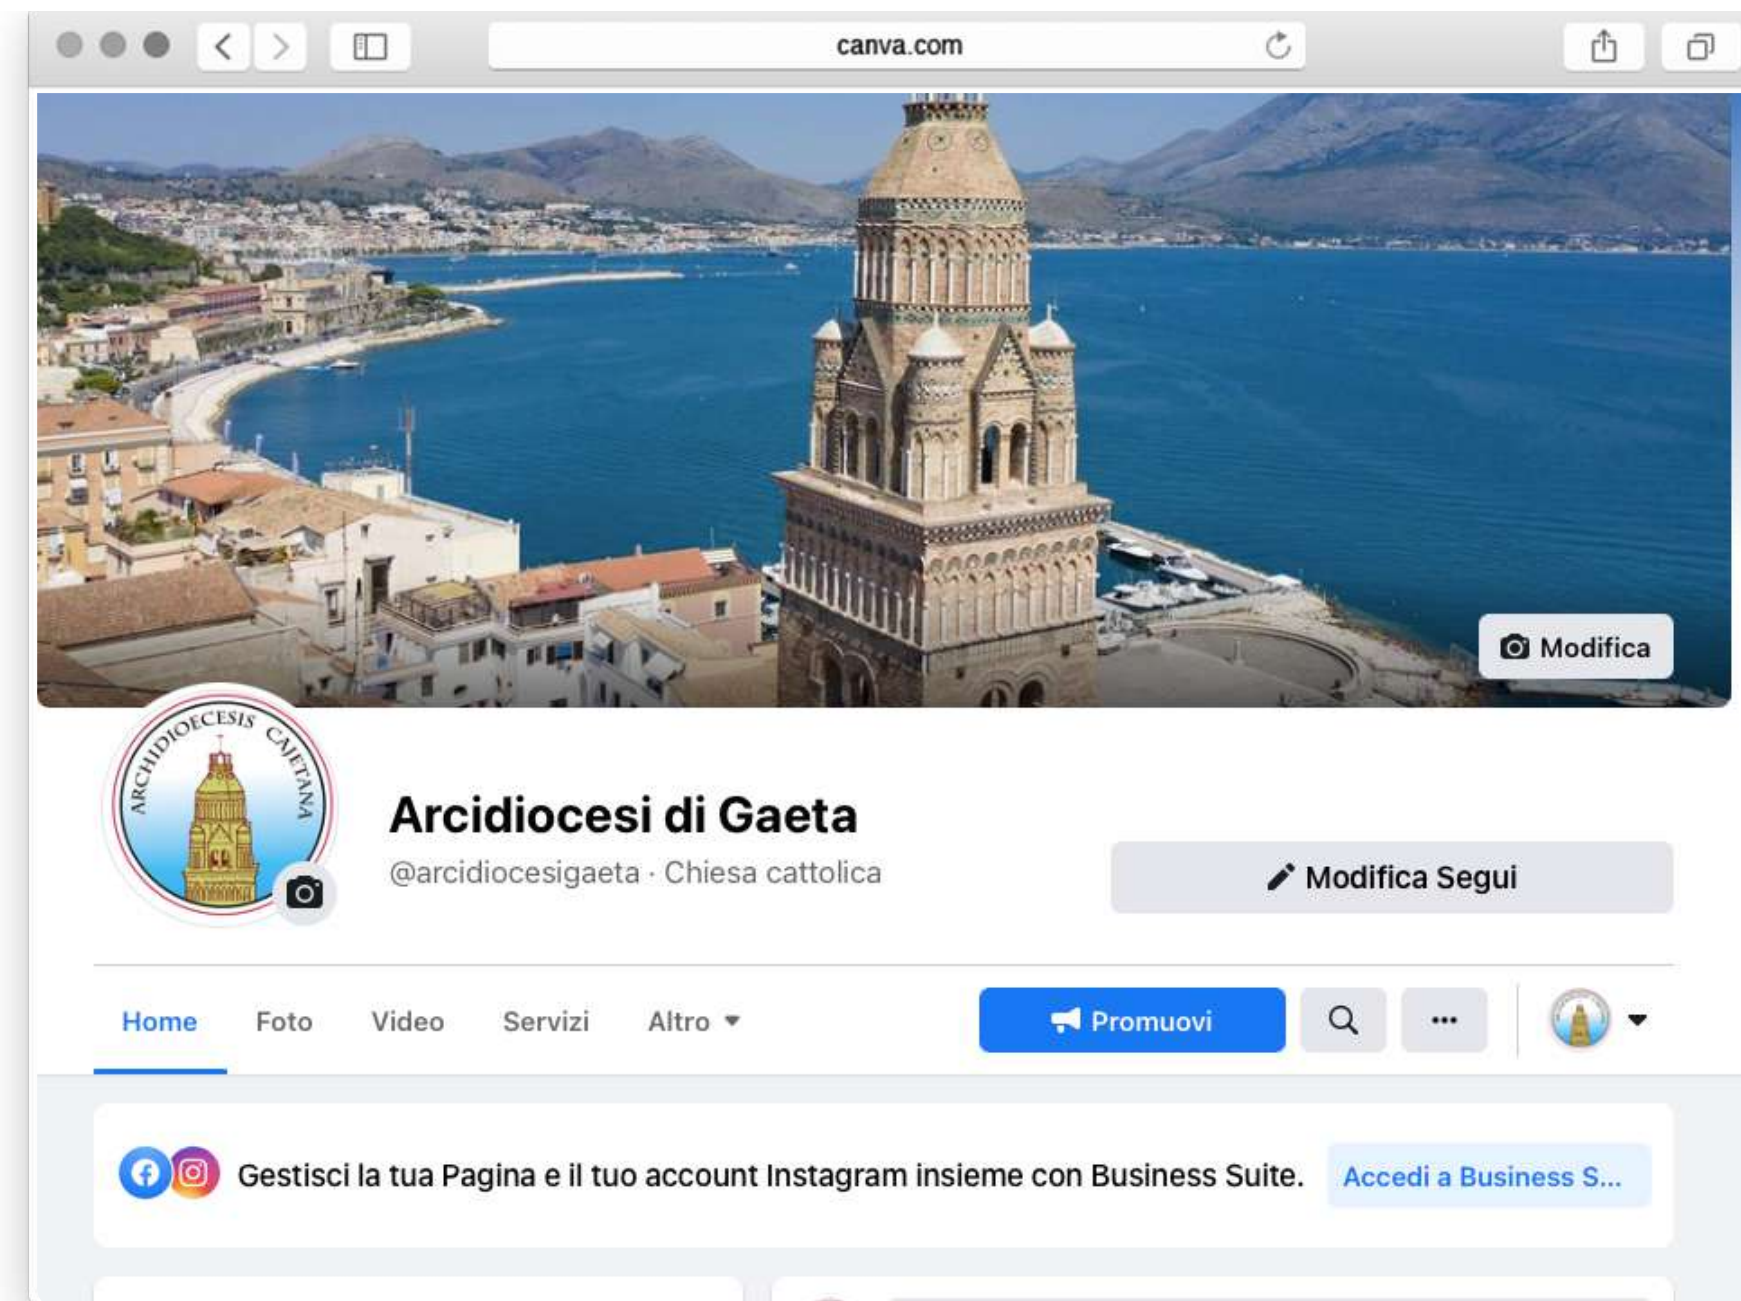 canva.com
Modifica
ARCHIDIOECESIS CAJETANA
Arcidiocesi di Gaeta
@arcidiocesigaeta · Chiesa cattolica
Modifica Segui
Home Foto Video Servizi Altro
Promuovi
Gestisci la tua Pagina e il tuo account Instagram insieme con Business Suite.
Accedi a Business S...